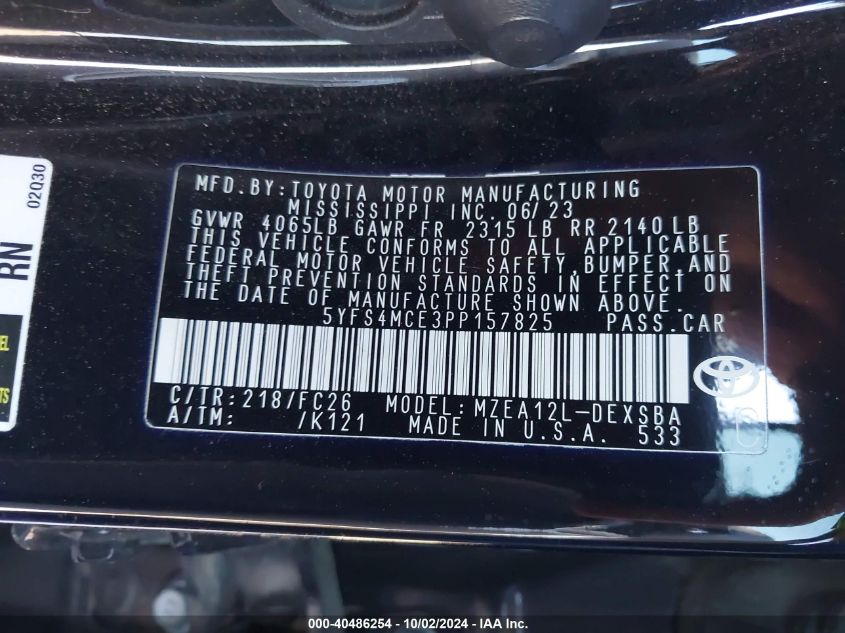 02Q30
RN
EL
TS
MFD.BY:TOYOTA MOTOR MANUFACTURING
MISSISSIPPI INC. 06/23
GVWR 4065LB GAWR FR 2315 LB RR 2140 LB
THIS VEHICLE CONFORMS TO ALL APPLICABLE
FEDERAL MOTOR VEHICLE SAFETY,BUMPER,AND
THEFT PREVENTION STANDARDS IN EFFECT ON
THE DATE OF MANUFACTURE SHOWN ABOVE.
5YFS4MCE3PP157825 PASS.CAR
C/TR:218/FC26 MODEL:MZEA12L-DEXSBA
A/TM: /K121 MADE IN U.S.A. 533
C
000-40486254 - 10/02/2024 - IAA Inc.